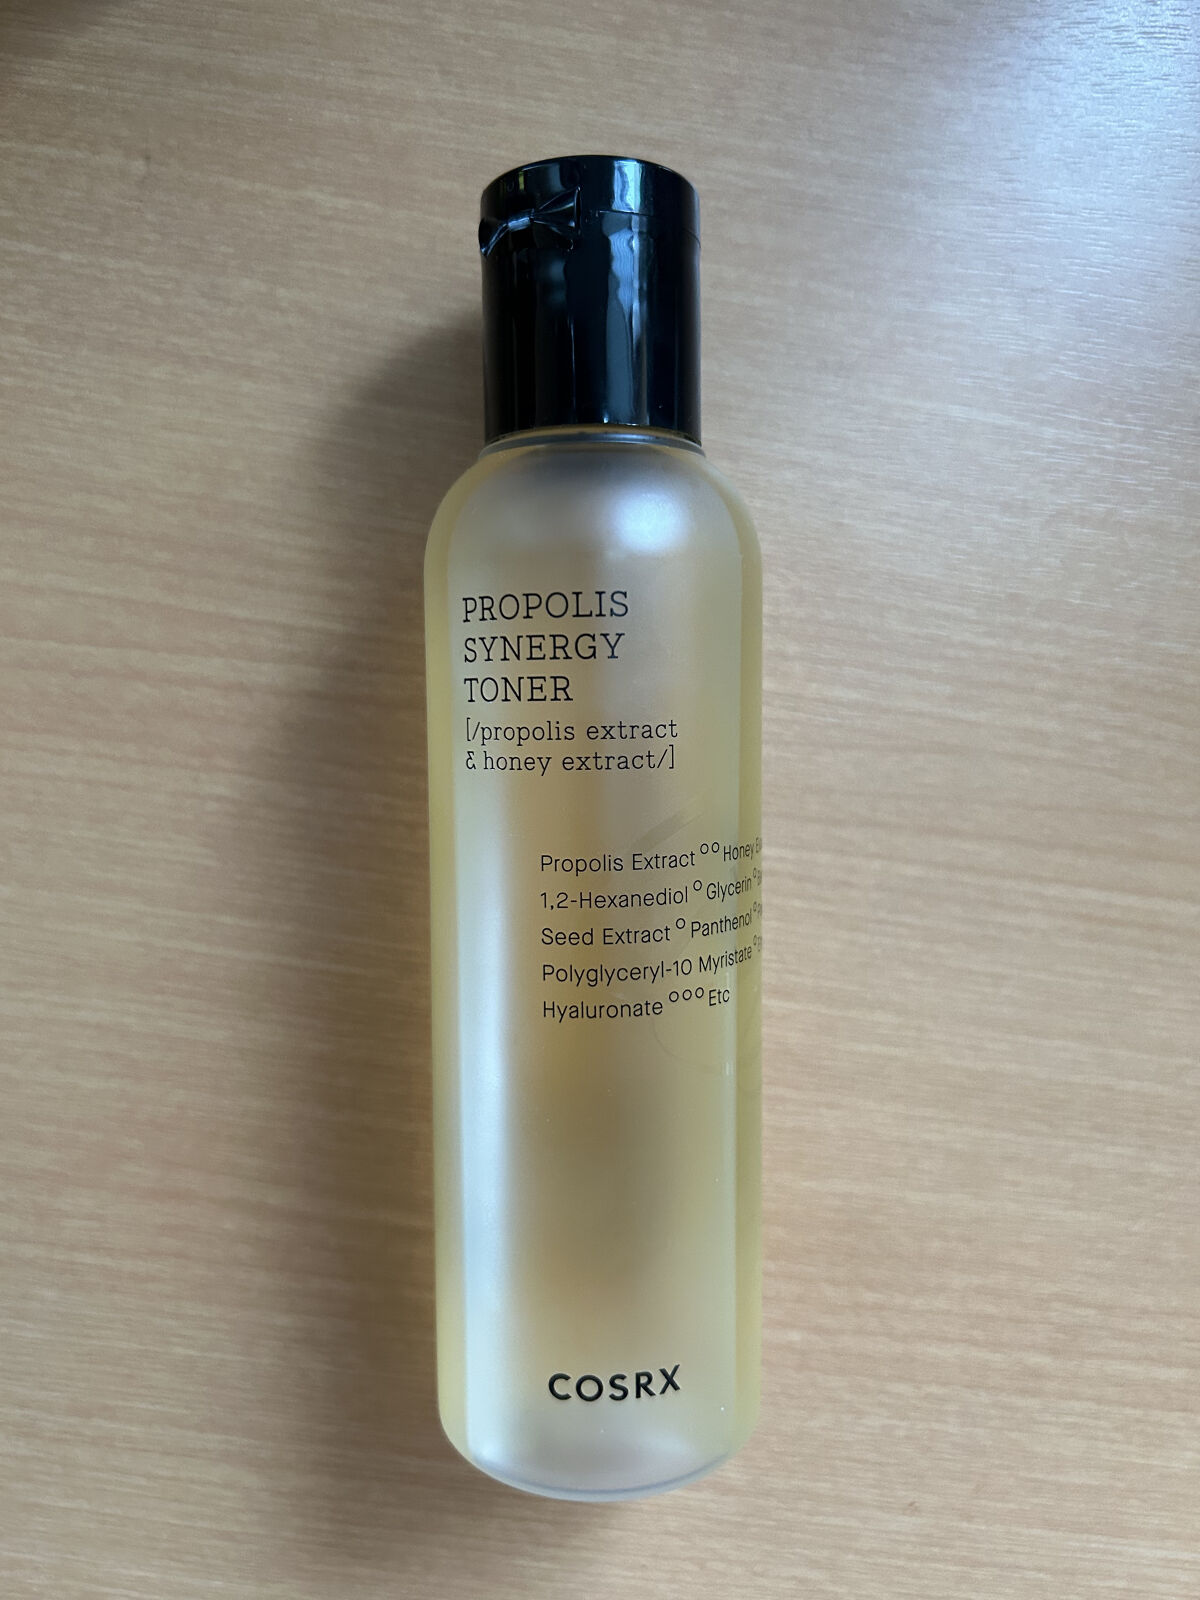 PROPOLIS
SYNERGY
TONER
[/propolis extract
& honey extract/]
Propolis Extract °° Honey
1,2-Hexanediol ° Glycerin °
Seed Extract ° Panthenol °
Polyglyceryl-10 Myristate °
Hyaluronate °°° Etc
COSRX